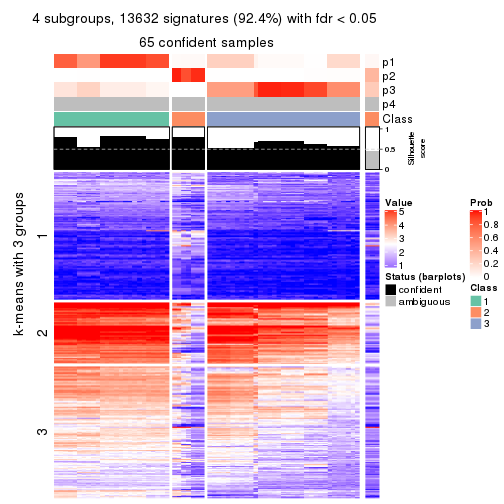 4 subgroups, 13632 signatures (92.4%) with fdr < 0.05
65 confident samples
p1
p2
p3
p4
Class
1
0.5
0
Silhouette
score
k-means with 3 groups
1
2
3
Value
5
4
3
2
1
Status (barplots)
confident
ambiguous
Prob
1
0.8
0.6
0.4
0.2
0
Class
1
2
3